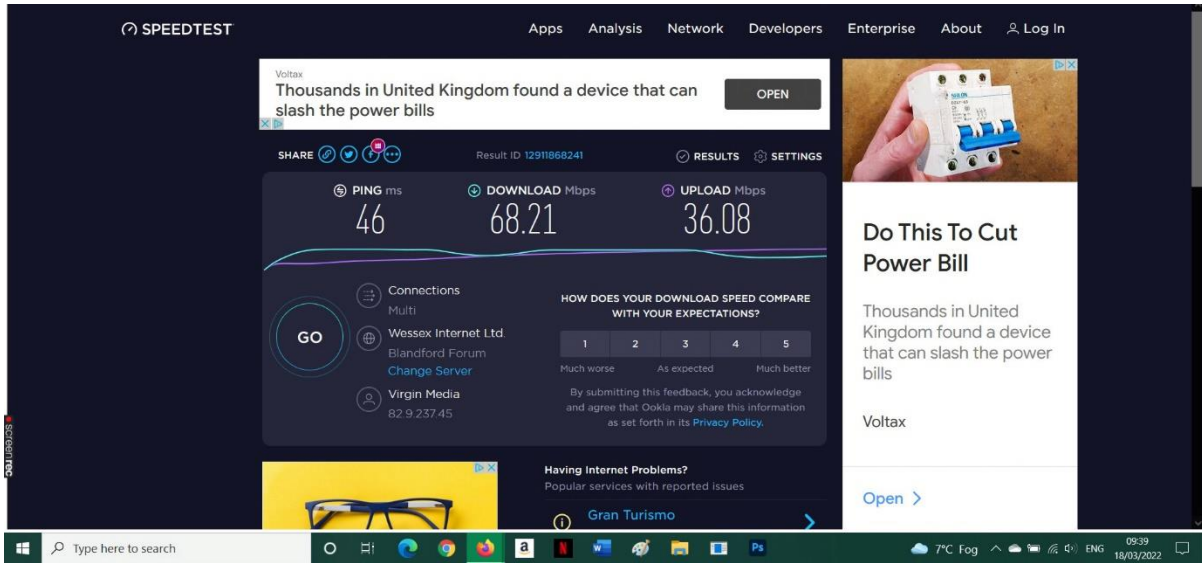 SPEEDTEST
Apps Analysis Network Developers Enterprise About Log In
Voltax
Thousands in United Kingdom found a device that can
slash the power bills
OPEN
SHARE
Result ID 12911868241
RESULTS SETTINGS
PING ms
46
DOWNLOAD Mbps
68.21
UPLOAD Mbps
36.08
GO
Connections
Multi
Wessex Internet Ltd.
Blandford Forum
Change Server
Virgin Media
82.9.237.45
HOW DOES YOUR DOWNLOAD SPEED COMPARE
WITH YOUR EXPECTATIONS?
1 2 3 4 5
Much worse As expected Much better
By submitting this feedback, you acknowledge
and agree that Ookla may share this information
as set forth in its Privacy Policy.
Having Internet Problems?
Popular services with reported issues
Gran Turismo
Do This To Cut
Power Bill
Thousands in United
Kingdom found a device
that can slash the power
bills
Voltax
Open
screenrec
Type here to search
a
N
W
Ps
7°C Fog
ENG
09:39
18/03/2022